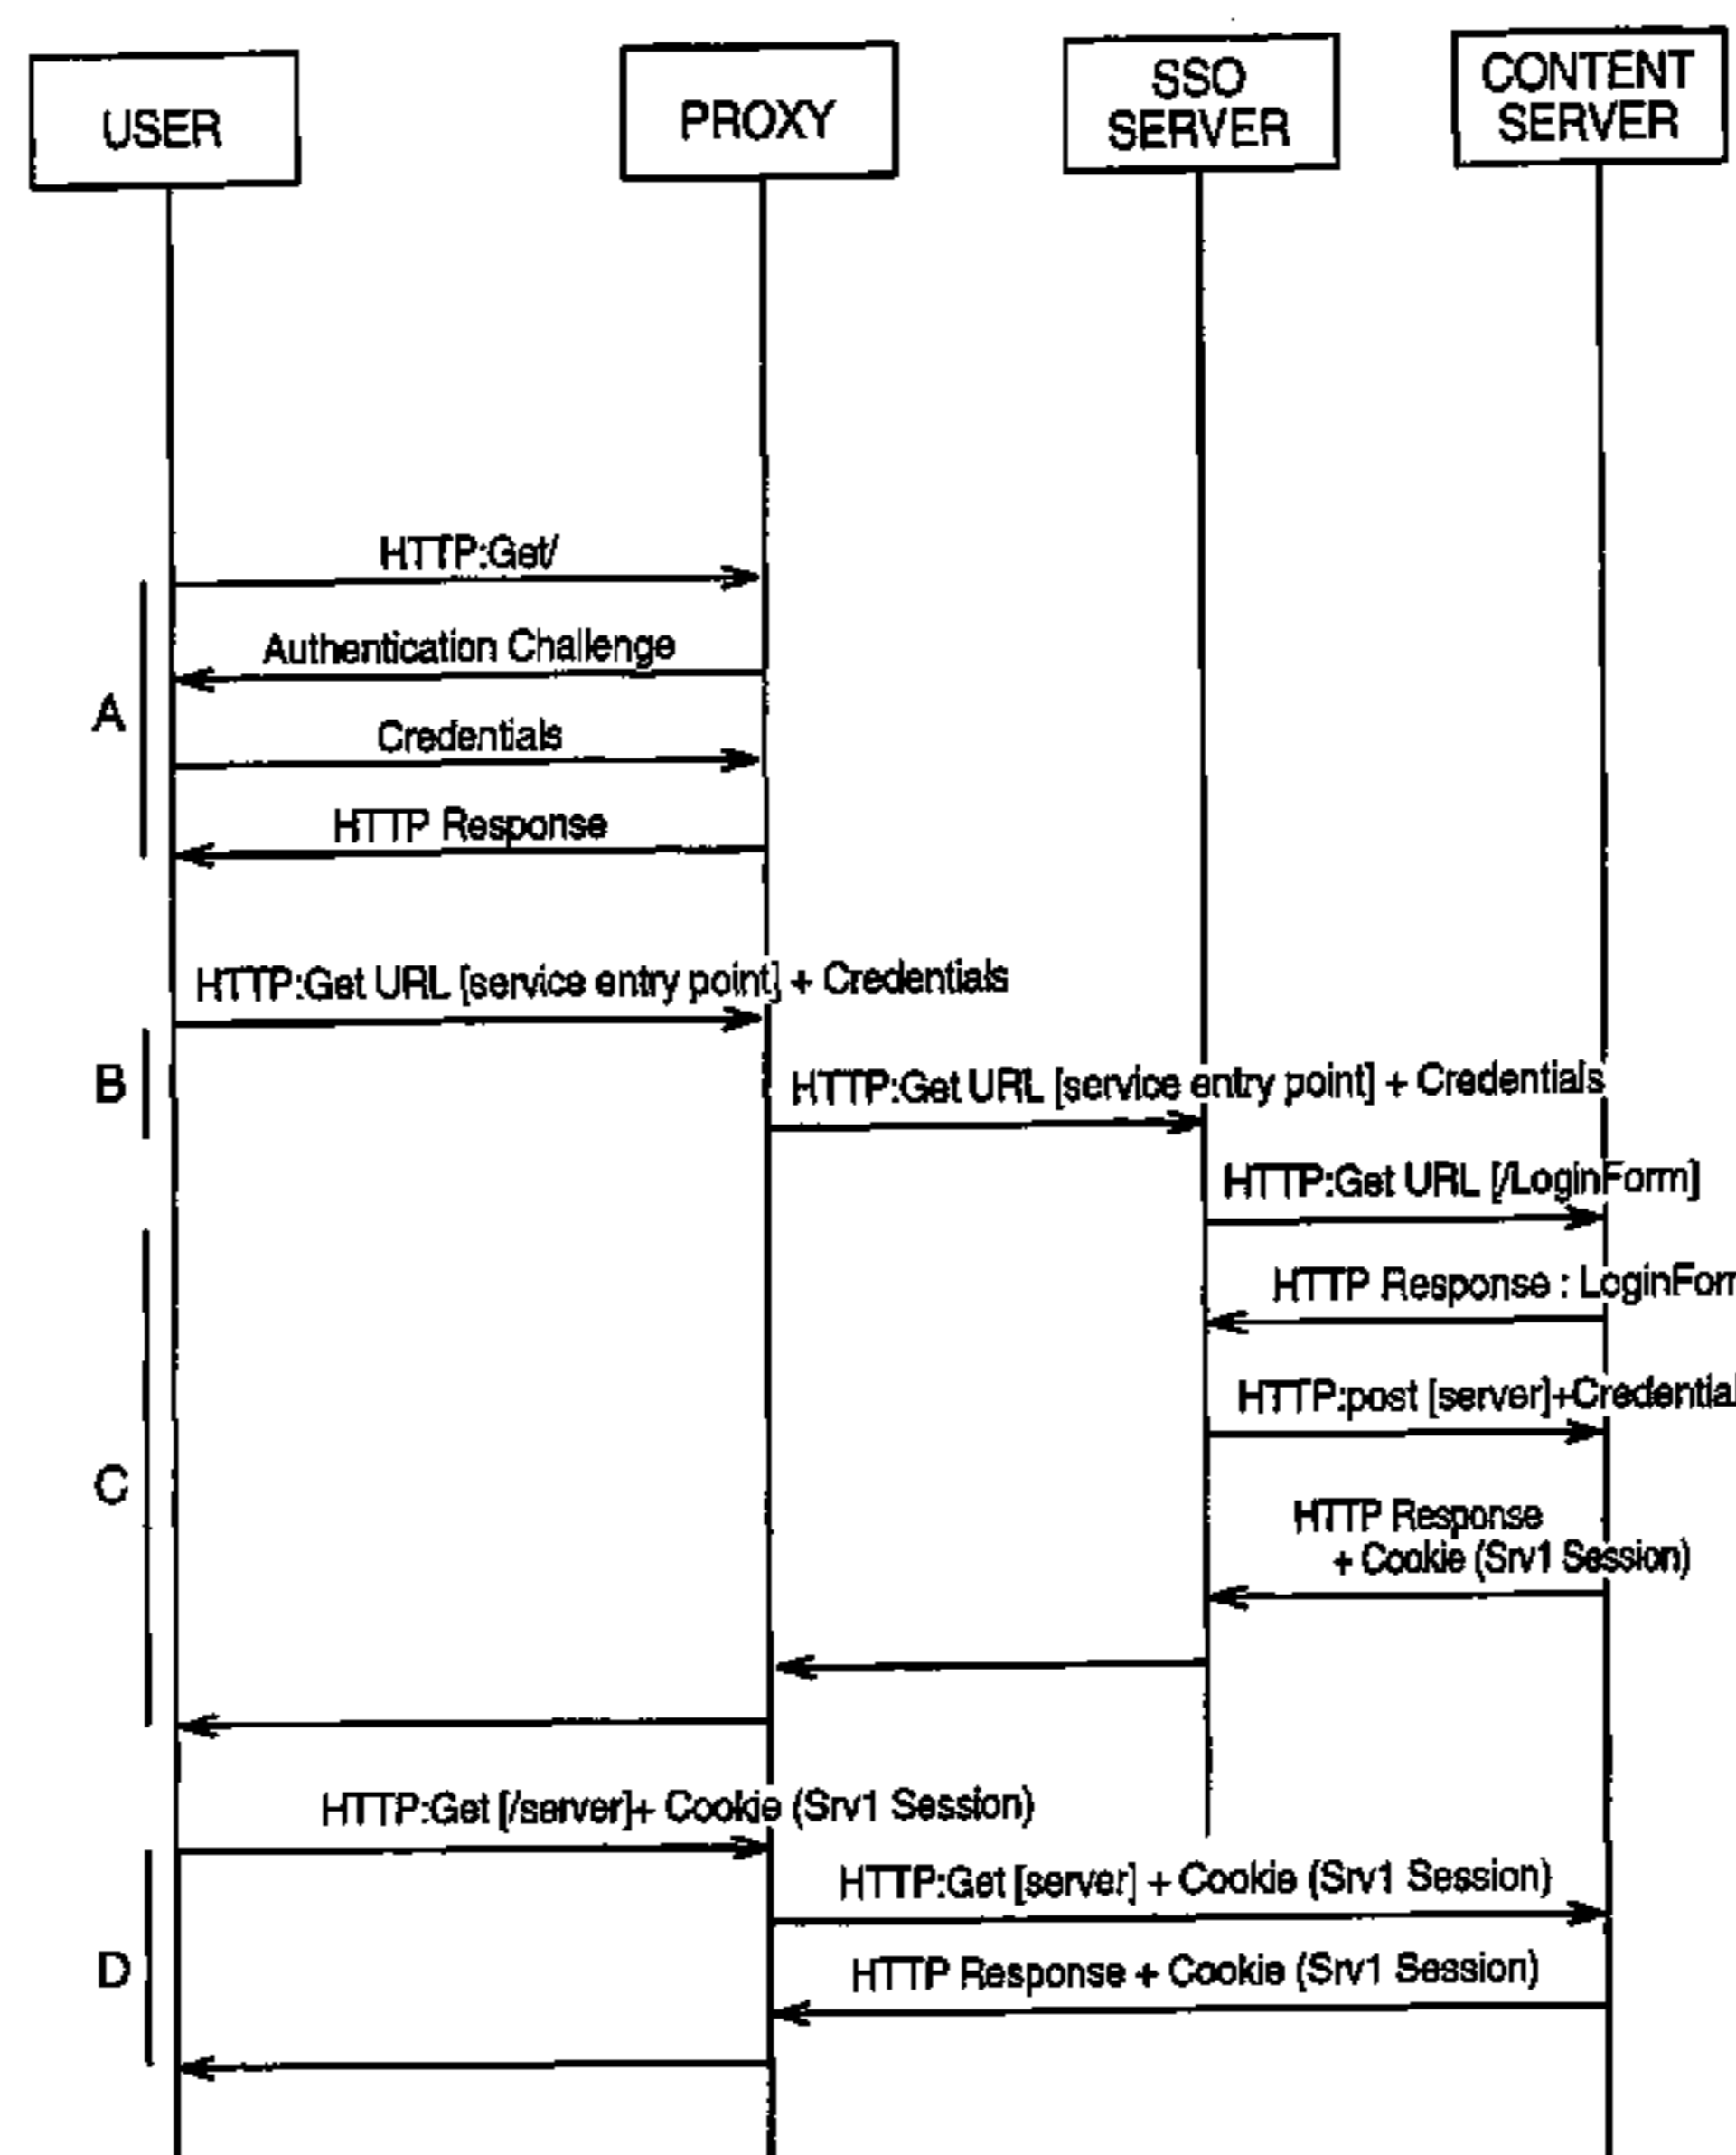 USER
PROXY
SSO
SERVER
CONTENT
SERVER
HTTP:Get/
Authentication Challenge
A
Credentials
HTTP Response
HTTP:Get URL [service entry point] + Credentials
B
HTTP:Get URL [service entry point] + Credentials
HTTP:Get URL [/LoginForm]
HTTP Response : LoginForm
HTTP:post [server]+Credential
C
HTTP Response
+ Cookie (Srv1 Session)
HTTP:Get [/server]+ Cookie (Srv1 Session)
HTTP:Get [server] + Cookie (Srv1 Session)
D
HTTP Response + Cookie (Srv1 Session)